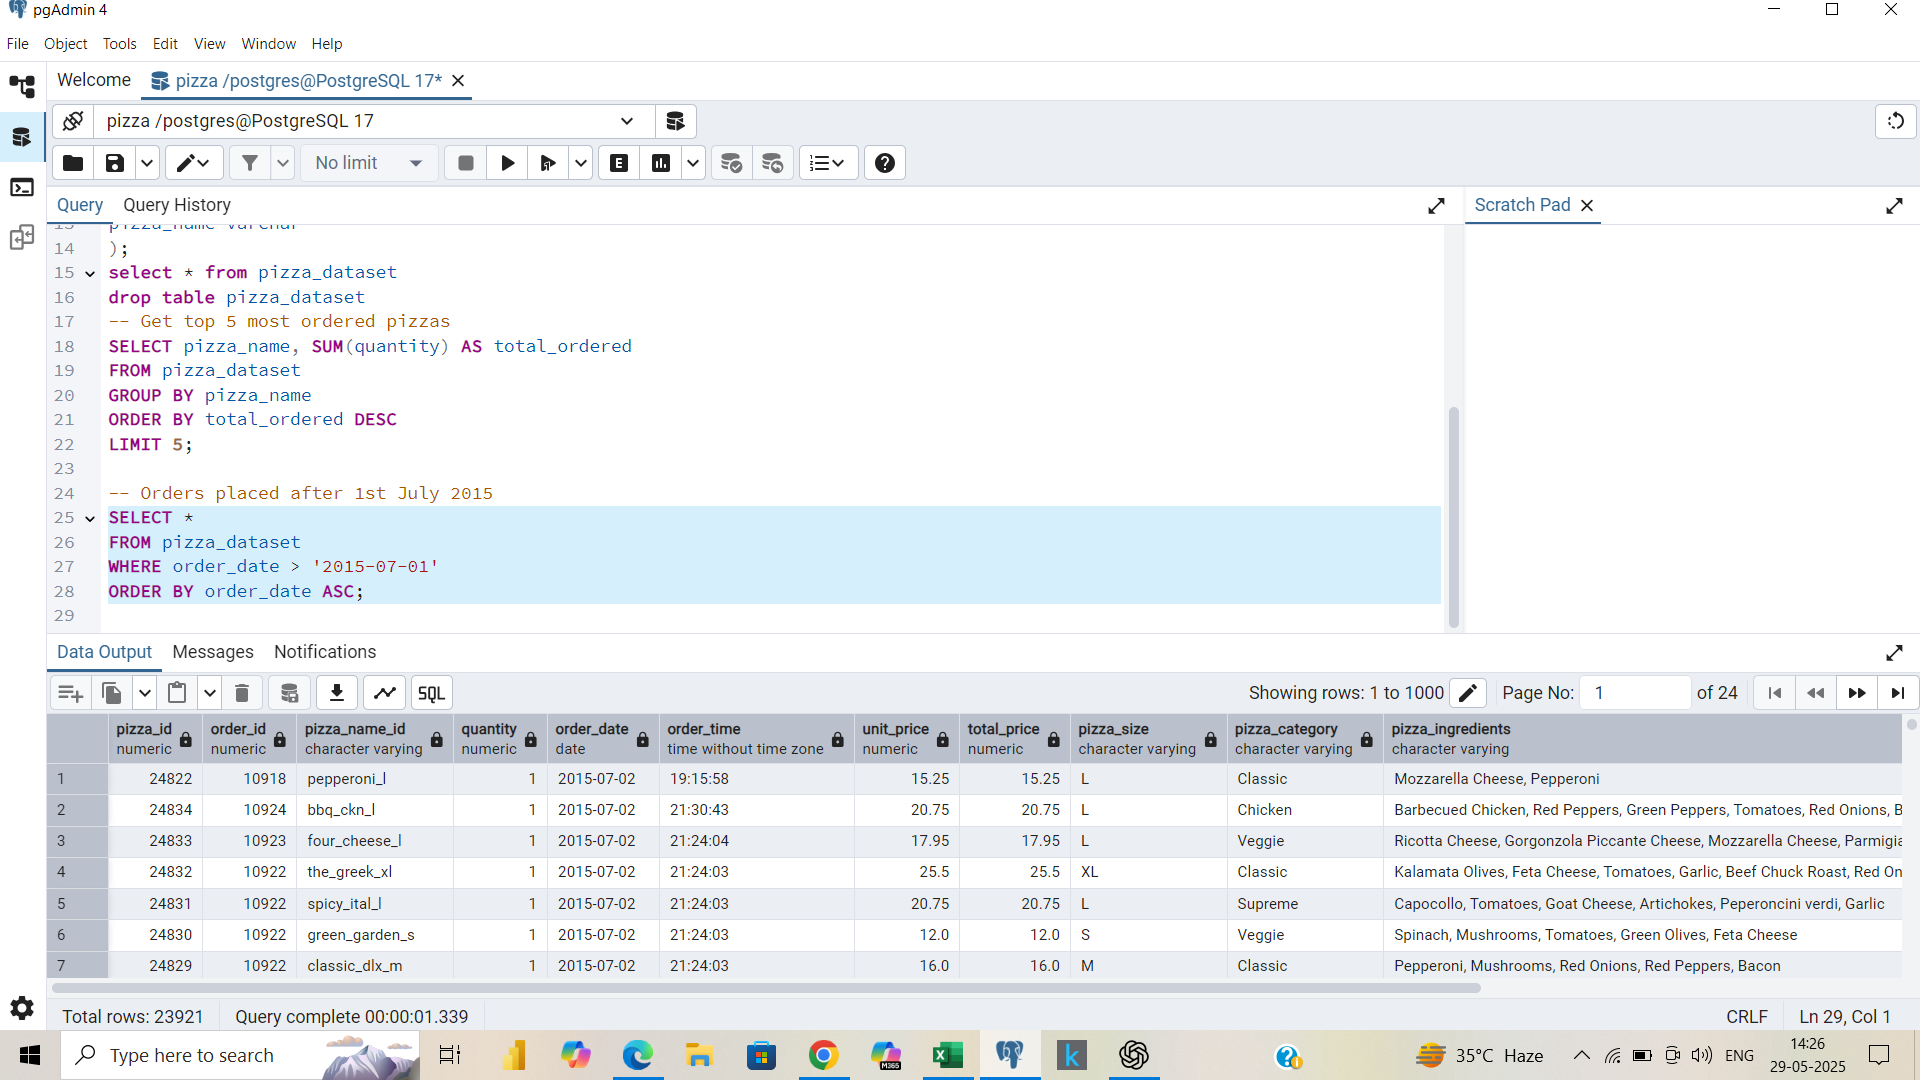 pgAdmin 4
File Object Tools Edit View Window Help
Welcome pizza /postgres@PostgreSQL 17*
pizza /postgres@PostgreSQL 17
No limit
E
Query Query History
Scratch Pad
13 pizza_name varchar
14 );
15 select * from pizza_dataset
16 drop table pizza_dataset
17 -- Get top 5 most ordered pizzas
18 SELECT pizza_name, SUM(quantity) AS total_ordered
19 FROM pizza_dataset
20 GROUP BY pizza_name
21 ORDER BY total_ordered DESC
22 LIMIT 5;
23
24 -- Orders placed after 1st July 2015
25 SELECT *
26 FROM pizza_dataset
27 WHERE order_date > '2015-07-01'
28 ORDER BY order_date ASC;
29
Data Output Messages Notifications
SQL Showing rows: 1 to 1000 Page No: 1 of 24
pizza_id order_id pizza_name_id quantity order_date order_time unit_price total_price pizza_size pizza_category pizza_ingredients
numeric numeric character varying numeric date time without time zone numeric numeric character varying character varying character varying
1 24822 10918 pepperoni_l 1 2015-07-02 19:15:58 15.25 15.25 L Classic Mozzarella Cheese, Pepperoni
2 24834 10924 bbq_ckn_l 1 2015-07-02 21:30:43 20.75 20.75 L Chicken Barbecued Chicken, Red Peppers, Green Peppers, Tomatoes, Red Onions, B
3 24833 10923 four_cheese_l 1 2015-07-02 21:24:04 17.95 17.95 L Veggie Ricotta Cheese, Gorgonzola Piccante Cheese, Mozzarella Cheese, Parmigia
4 24832 10922 the_greek_xl 1 2015-07-02 21:24:03 25.5 25.5 XL Classic Kalamata Olives, Feta Cheese, Tomatoes, Garlic, Beef Chuck Roast, Red On
5 24831 10922 spicy_ital_l 1 2015-07-02 21:24:03 20.75 20.75 L Supreme Capocollo, Tomatoes, Goat Cheese, Artichokes, Peperoncini verdi, Garlic
6 24830 10922 green_garden_s 1 2015-07-02 21:24:03 12.0 12.0 S Veggie Spinach, Mushrooms, Tomatoes, Green Olives, Feta Cheese
7 24829 10922 classic_dlx_m 1 2015-07-02 21:24:03 16.0 16.0 M Classic Pepperoni, Mushrooms, Red Onions, Red Peppers, Bacon
Total rows: 23921 Query complete 00:00:01.339 CRLF Ln 29, Col 1
Type here to search M365 k 35°C Haze ENG 14:26
29-05-2025